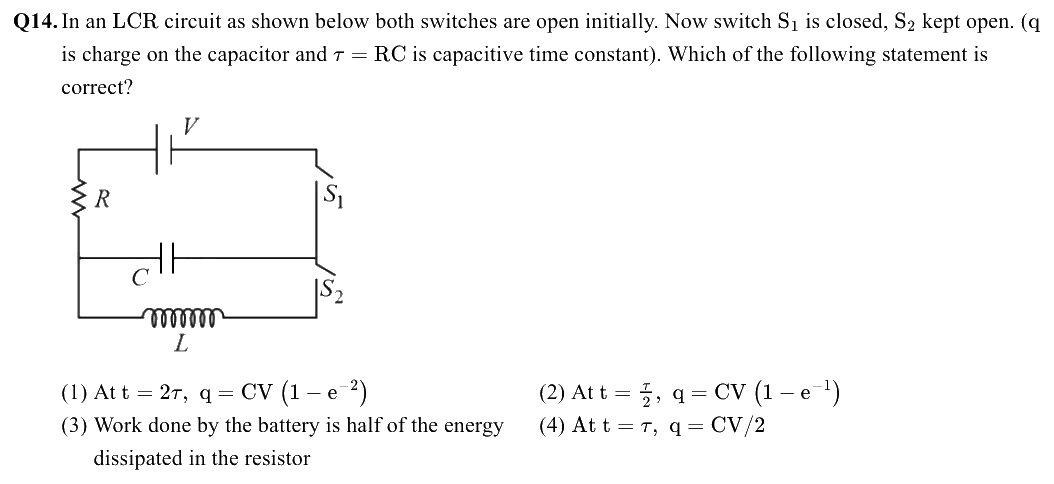 Q14. In an LCR circuit as shown below both switches are open initially. Now switch S₁ is closed, S₂ kept open. (q
is charge on the capacitor and τ = RC is capacitive time constant). Which of the following statement is
correct?
V
R
S₁
C
S₂
L
(1) At t = 2τ, q = CV (1 − e⁻²)
(2) At t = τ/2, q = CV (1 − e⁻¹)
(3) Work done by the battery is half of the energy
dissipated in the resistor
(4) At t = τ, q = CV/2